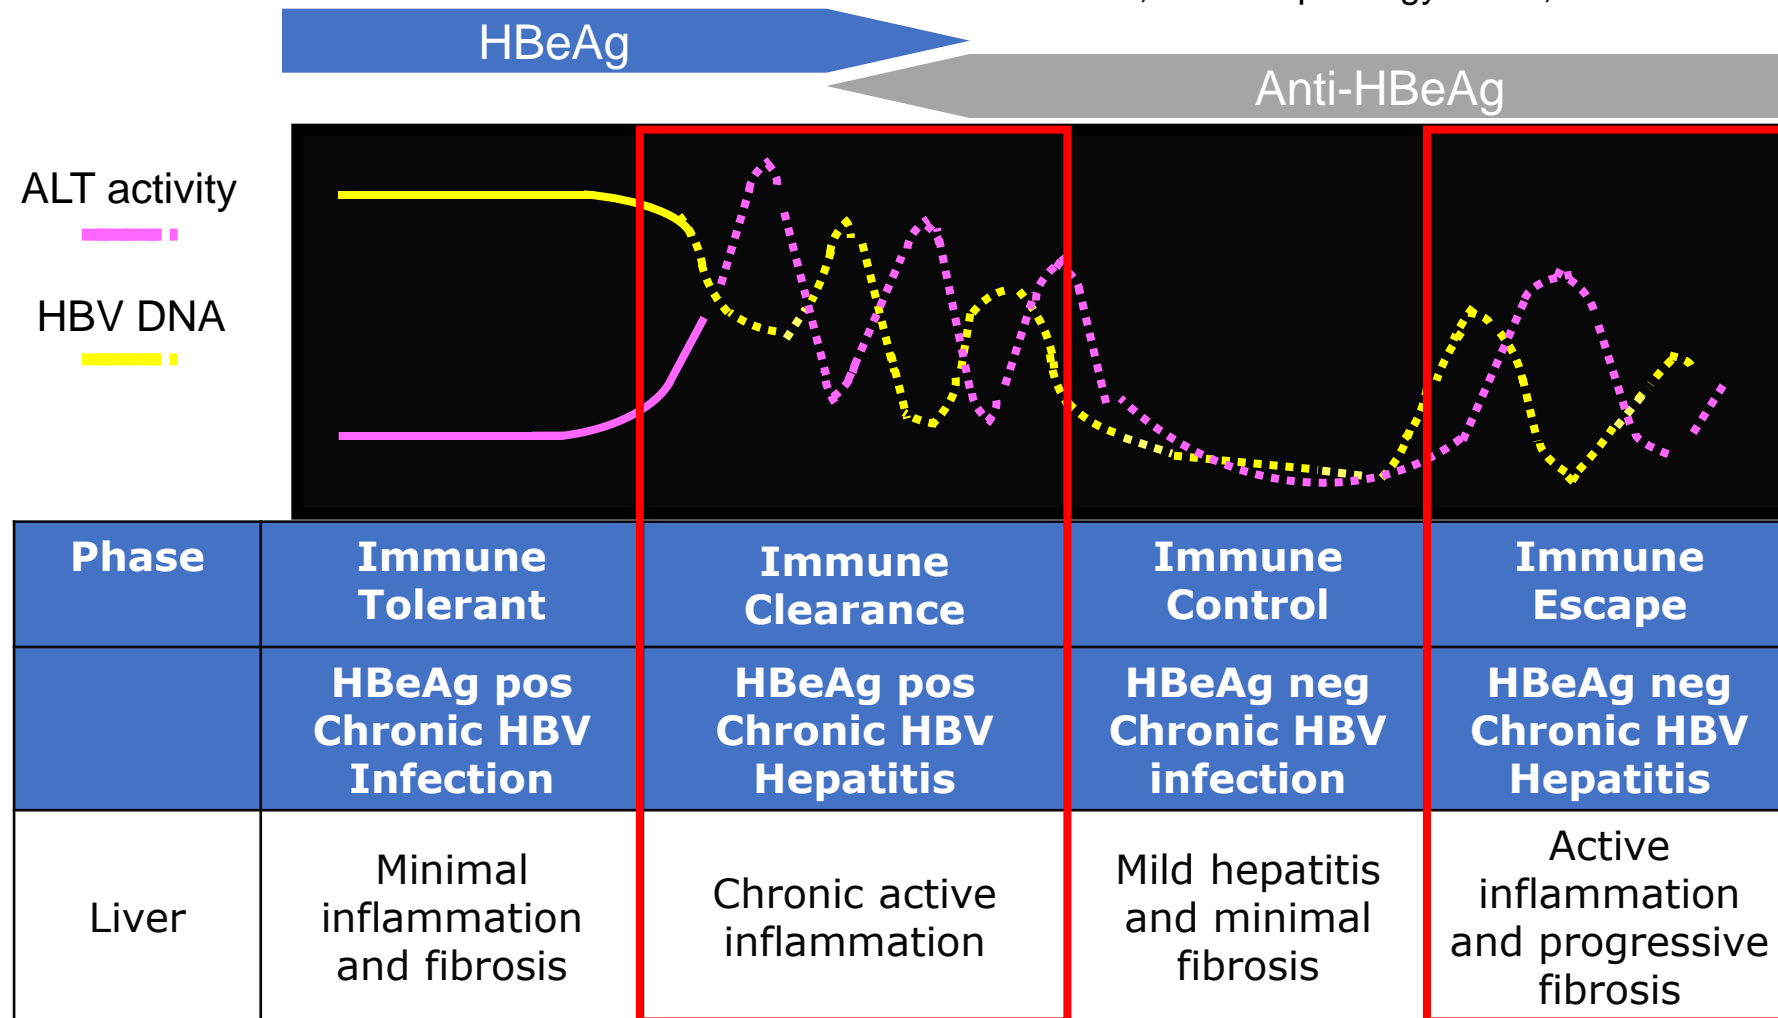 HBeAg
Anti-HBeAg
ALT activity
HBV DNA
Phase
Immune
Tolerant
Immune
Clearance
Immune
Control
Immune
Escape
HBeAg pos
Chronic HBV
Infection
HBeAg pos
Chronic HBV
Hepatitis
HBeAg neg
Chronic HBV
infection
HBeAg neg
Chronic HBV
Hepatitis
Liver
Minimal
inflammation
and fibrosis
Chronic active
inflammation
Mild hepatitis
and minimal
fibrosis
Active
inflammation
and progressive
fibrosis